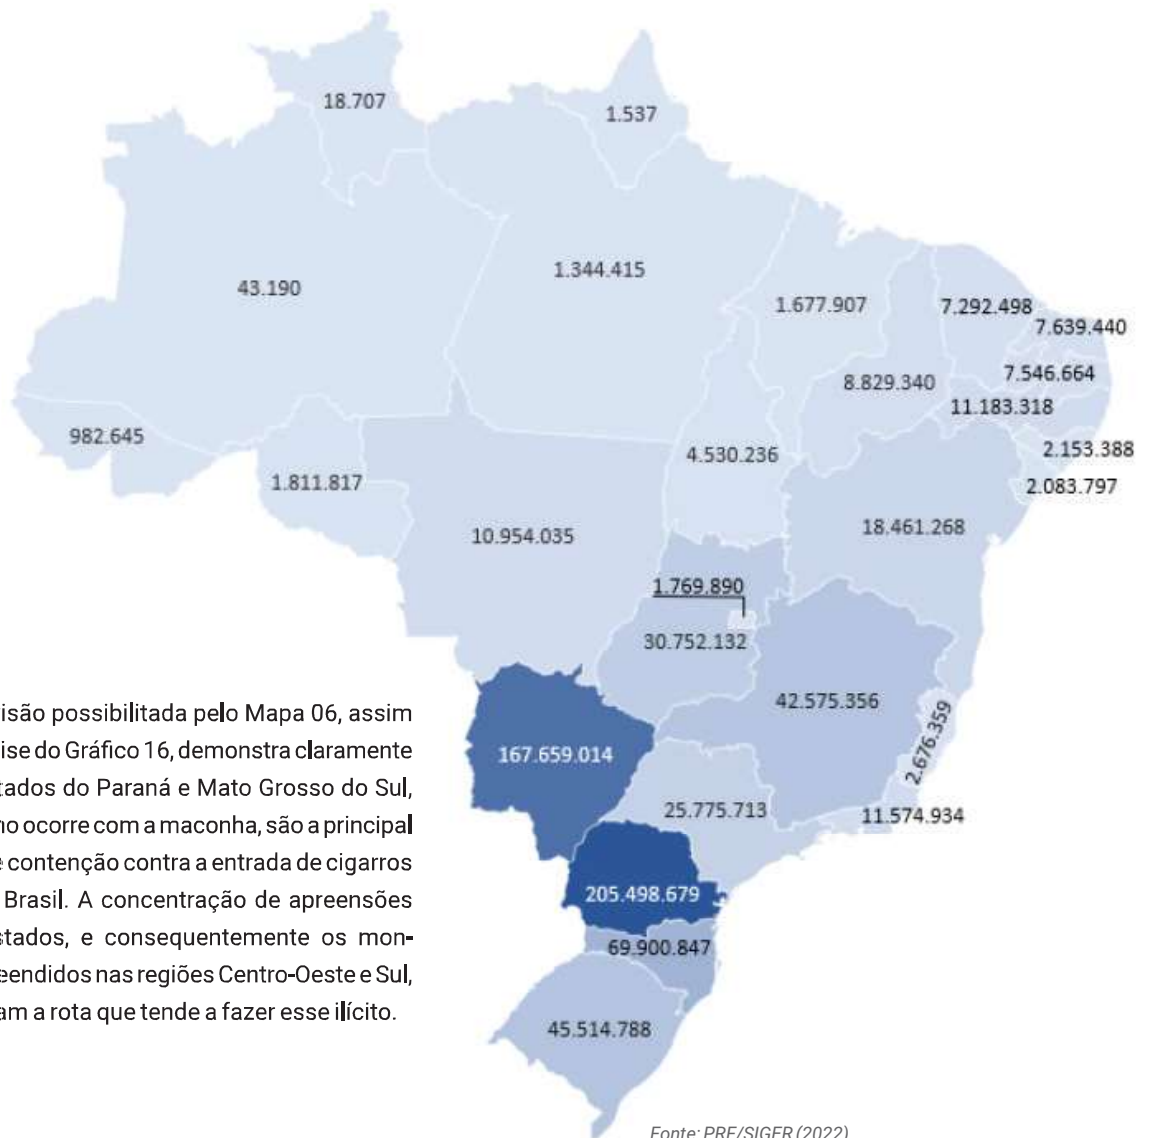 18.707
1.537
1.344.415
43.190
1.677.907
7.292.498
7.639.440
7.546.664
8.829.340
11.183.318
982.645
4.530.236
2.153.388
1.811.817
2.083.797
18.461.268
10.954.035
1.769.890
30.752.132
42.575.356
2.676.359
167.659.014
25.775.713
11.574.934
205.498.679
69.900.847
45.514.788
isão possibilitada pelo Mapa 06, assim
ise do Gráfico 16, demonstra claramente
tados do Paraná e Mato Grosso do Sul,
no ocorre com a maconha, são a principal
e contenção contra a entrada de cigarros
Brasil. A concentração de apreensões
stados, e consequentemente os mon-
eendidos nas regiões Centro-Oeste e Sul,
am a rota que tende a fazer esse ilícito.
Fonte: PRF/SIGER (2022)